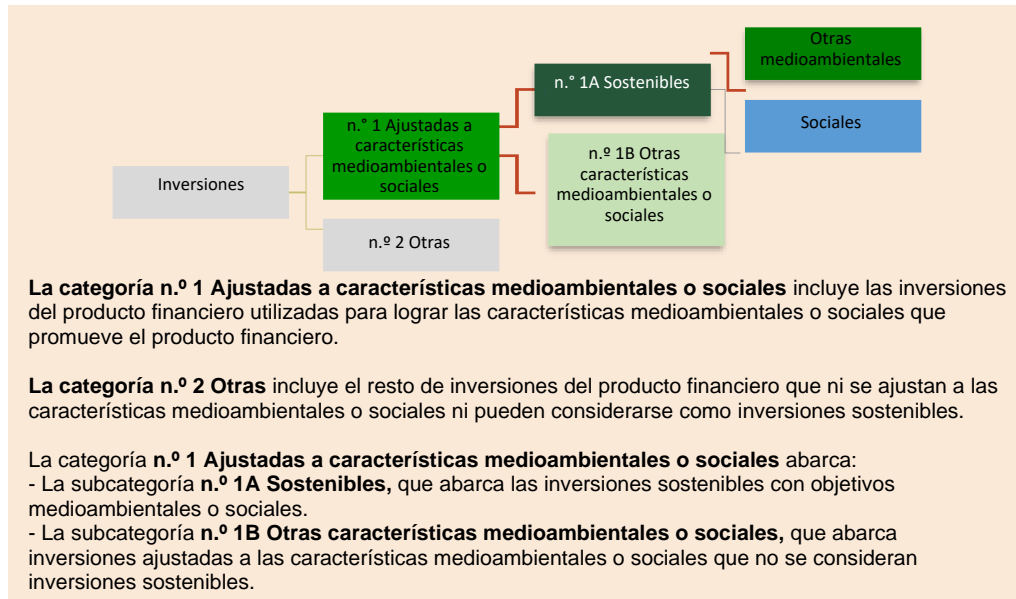 Otras
medioambientales
n.° 1A Sostenibles
Sociales
n.° 1 Ajustadas a
características
medioambientales o
sociales
n.º 1B Otras
características
medioambientales o
sociales
Inversiones
n.º 2 Otras
La categoría n.º 1 Ajustadas a características medioambientales o sociales incluye las inversiones
del producto financiero utilizadas para lograr las características medioambientales o sociales que
promueve el producto financiero.
La categoría n.º 2 Otras incluye el resto de inversiones del producto financiero que ni se ajustan a las
características medioambientales o sociales ni pueden considerarse como inversiones sostenibles.
La categoría n.º 1 Ajustadas a características medioambientales o sociales abarca:
- La subcategoría n.º 1A Sostenibles, que abarca las inversiones sostenibles con objetivos
medioambientales o sociales.
- La subcategoría n.º 1B Otras características medioambientales o sociales, que abarca
inversiones ajustadas a las características medioambientales o sociales que no se consideran
inversiones sostenibles.